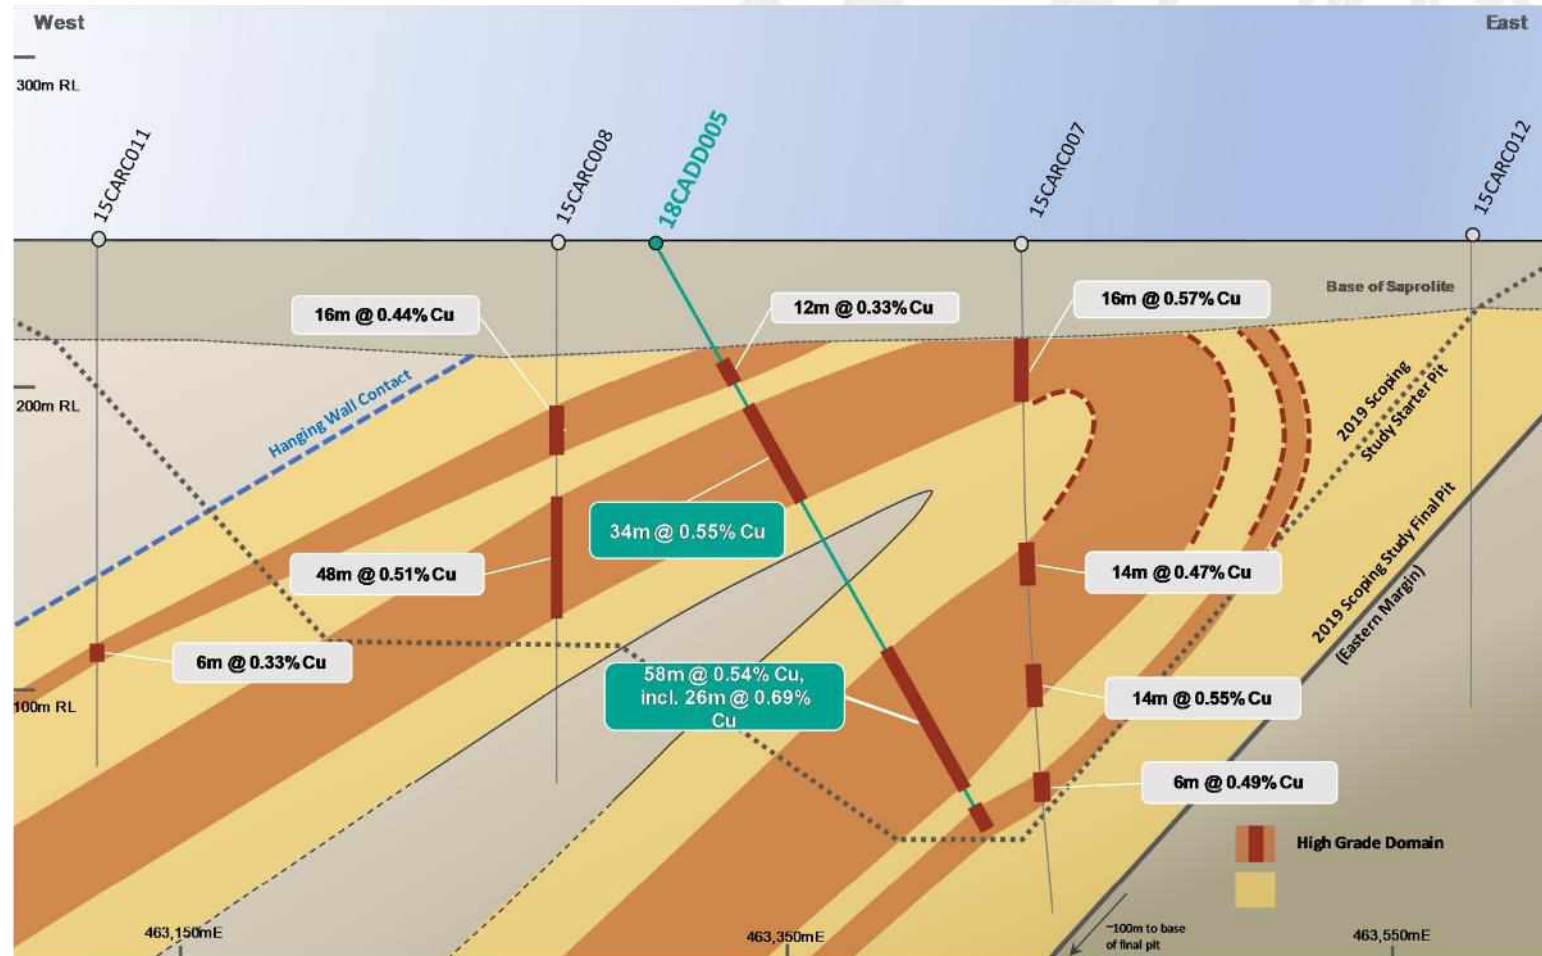 West
East
300m RL
15CARC011
15CARC008
18CADD005
15CARC007
15CARC012
Base of Saprolite
16m @ 0.44% Cu
12m @ 0.33% Cu
16m @ 0.57% Cu
200m RL
Hanging Wall Contact
2019 Scoping
Study Starter Pit
34m @ 0.55% Cu
48m @ 0.51% Cu
14m @ 0.47% Cu
2019 Scoping Study Final Pit
(Eastern Margin)
6m @ 0.33% Cu
58m @ 0.54% Cu,
incl. 26m @ 0.69%
Cu
14m @ 0.55% Cu
100m RL
6m @ 0.49% Cu
High Grade Domain
463,150mE
463,350mE
463,550mE
~100m to base
of final pit